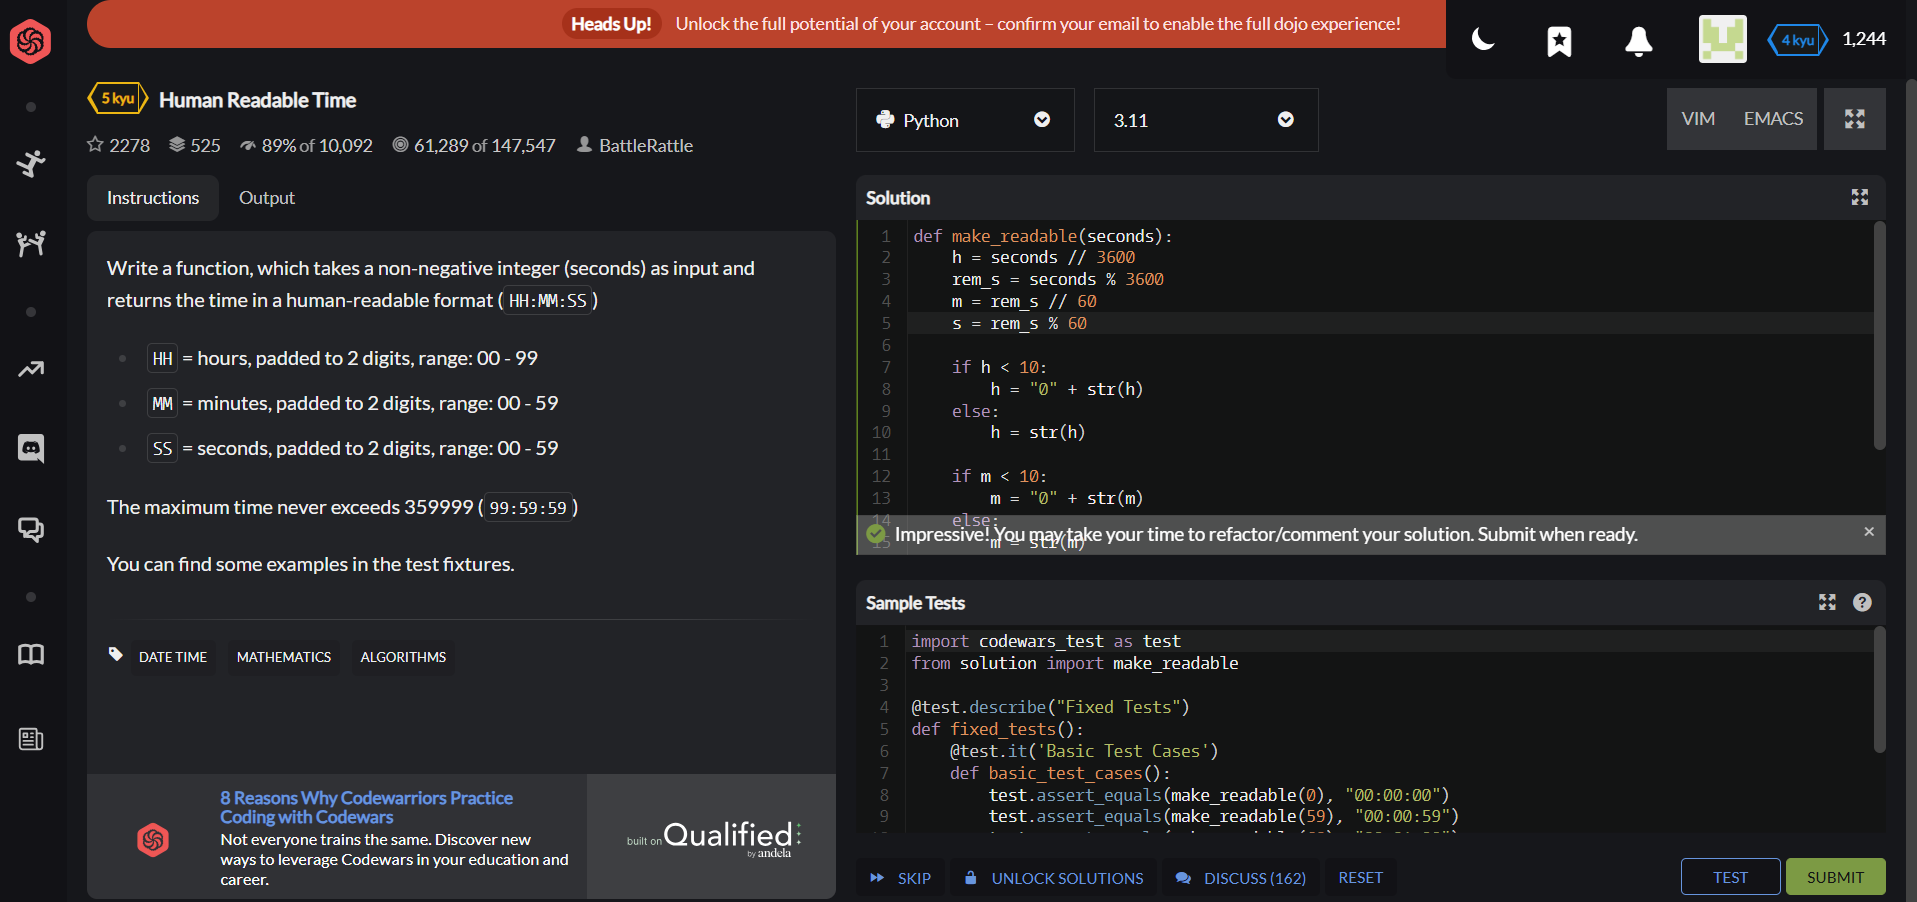 Heads Up! Unlock the full potential of your account – confirm your email to enable the full dojo experience!
4 kyu 1,244
5 kyu Human Readable Time
2278 525 89% of 10,092 61,289 of 147,547 BattleRattle
Instructions Output
Write a function, which takes a non-negative integer (seconds) as input and
returns the time in a human-readable format (HH:MM:SS)
HH = hours, padded to 2 digits, range: 00 - 99
MM = minutes, padded to 2 digits, range: 00 - 59
SS = seconds, padded to 2 digits, range: 00 - 59
The maximum time never exceeds 359999 (99:59:59)
You can find some examples in the test fixtures.
DATE TIME MATHEMATICS ALGORITHMS
8 Reasons Why Codewarriors Practice
Coding with Codewars
Not everyone trains the same. Discover new
ways to leverage Codewars in your education and
career.
built on Qualified
by andela
Python 3.11 VIM EMACS
Solution
1 def make_readable(seconds):
2 h = seconds // 3600
3 rem_s = seconds % 3600
4 m = rem_s // 60
5 s = rem_s % 60
6
7 if h < 10:
8 h = "0" + str(h)
9 else:
10 h = str(h)
11
12 if m < 10:
13 m = "0" + str(m)
14 else:
15 m = str(m)
Impressive! You may take your time to refactor/comment your solution. Submit when ready.
Sample Tests
1 import codewars_test as test
2 from solution import make_readable
3
4 @test.describe("Fixed Tests")
5 def fixed_tests():
6 @test.it('Basic Test Cases')
7 def basic_test_cases():
8 test.assert_equals(make_readable(0), "00:00:00")
9 test.assert_equals(make_readable(59), "00:00:59")
SKIP UNLOCK SOLUTIONS DISCUSS (162) RESET TEST SUBMIT